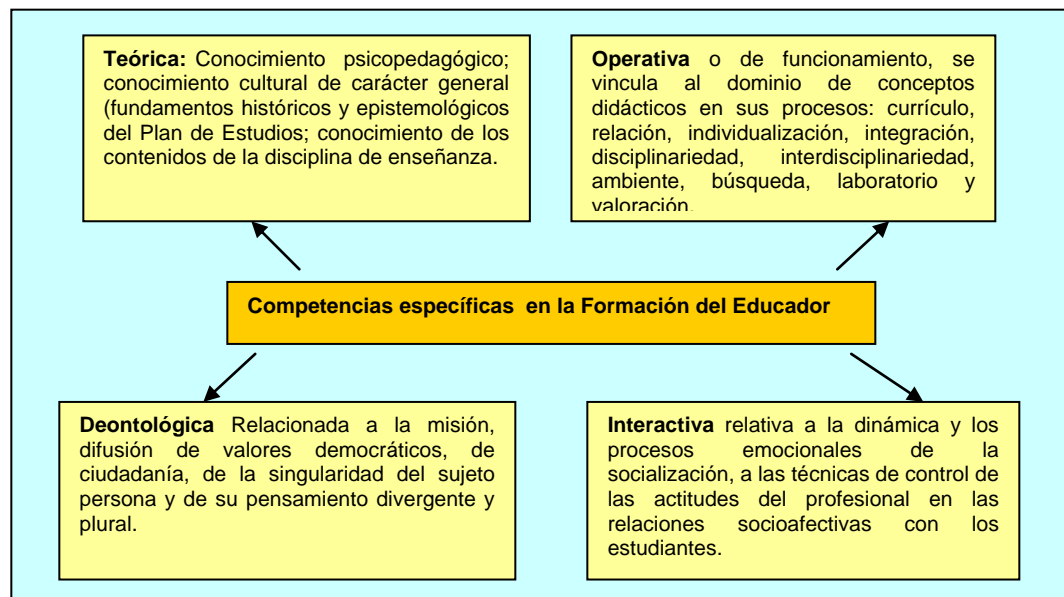 Teórica: Conocimiento psicopedagógico;
conocimiento cultural de carácter general
(fundamentos históricos y epistemológicos
del Plan de Estudios; conocimiento de los
contenidos de la disciplina de enseñanza.
Operativa o de funcionamiento, se
vincula al dominio de conceptos
didácticos en sus procesos: currículo,
relación, individualización, integración,
disciplinariedad, interdisciplinariedad,
ambiente, búsqueda, laboratorio y
valoración.
Competencias específicas en la Formación del Educador
Deontológica Relacionada a la misión,
difusión de valores democráticos, de
ciudadanía, de la singularidad del sujeto
persona y de su pensamiento divergente y
plural.
Interactiva relativa a la dinámica y los
procesos emocionales de la
socialización, a las técnicas de control de
las actitudes del profesional en las
relaciones socioafectivas con los
estudiantes.